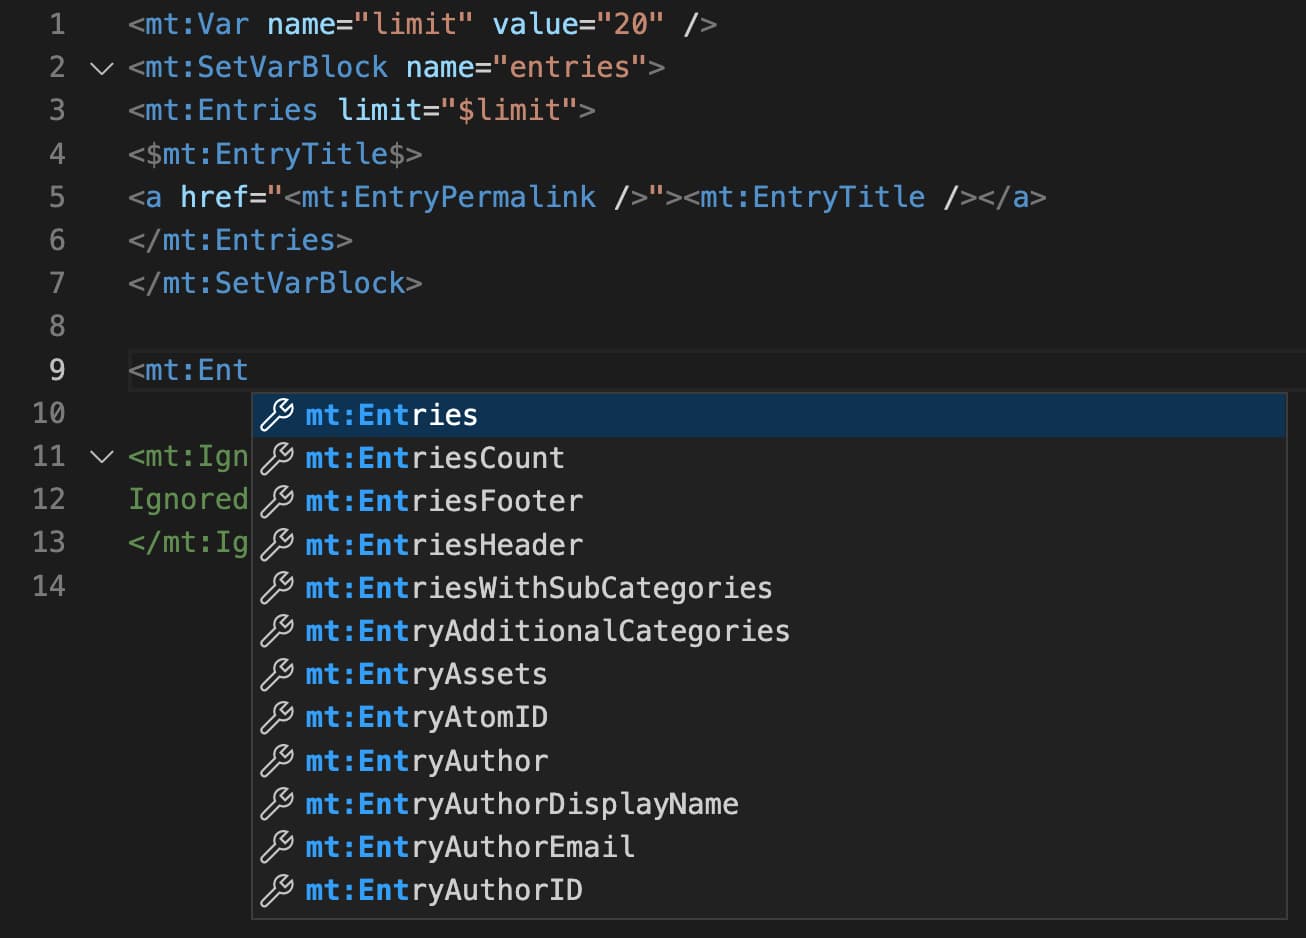 1 <mt:Var name="limit" value="20" />
2 <mt:SetVarBlock name="entries">
3 <mt:Entries limit="$limit">
4 <$mt:EntryTitle$>
5 <a href="<mt:EntryPermalink />"><mt:EntryTitle /></a>
6 </mt:Entries>
7 </mt:SetVarBlock>
8
9 <mt:Ent
10 mt:Entries
11 <mt:Ign mt:EntriesCount
12 Ignored mt:EntriesFooter
13 </mt:Ig mt:EntriesHeader
14 mt:EntriesWithSubCategories
mt:EntryAdditionalCategories
mt:EntryAssets
mt:EntryAtomID
mt:EntryAuthor
mt:EntryAuthorDisplayName
mt:EntryAuthorEmail
mt:EntryAuthorID